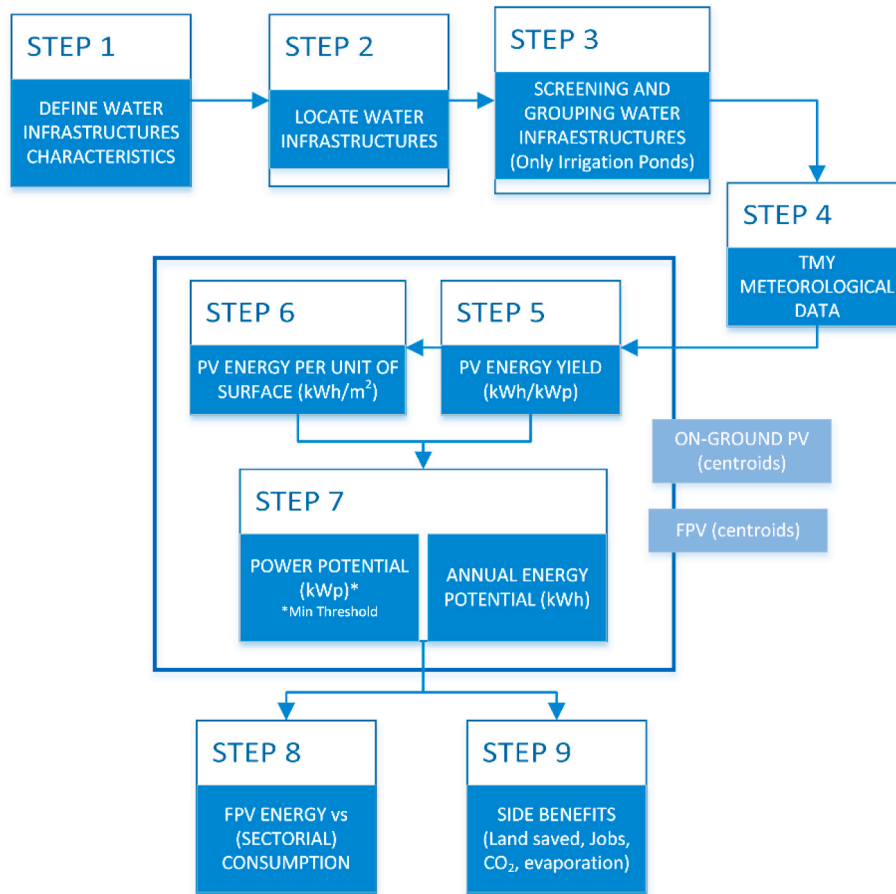 STEP 1
DEFINE WATER
INFRASTRUCTURES
CHARACTERISTICS
STEP 2
LOCATE WATER
INFRASTRUCTURES
STEP 3
SCREENING AND
GROUPING WATER
INFRAESTRUCTURES
(Only Irrigation Ponds)
STEP 4
TMY
METEOROLOGICAL
DATA
STEP 5
PV ENERGY YIELD
(kWh/kWp)
STEP 6
PV ENERGY PER UNIT OF
SURFACE (kWh/m²)
ON-GROUND PV
(centroids)
FPV (centroids)
STEP 7
POWER POTENTIAL
(kWp)*
*Min Threshold
ANNUAL ENERGY
POTENTIAL (kWh)
STEP 8
FPV ENERGY vs
(SECTORIAL)
CONSUMPTION
STEP 9
SIDE BENEFITS
(Land saved, Jobs,
CO₂, evaporation)